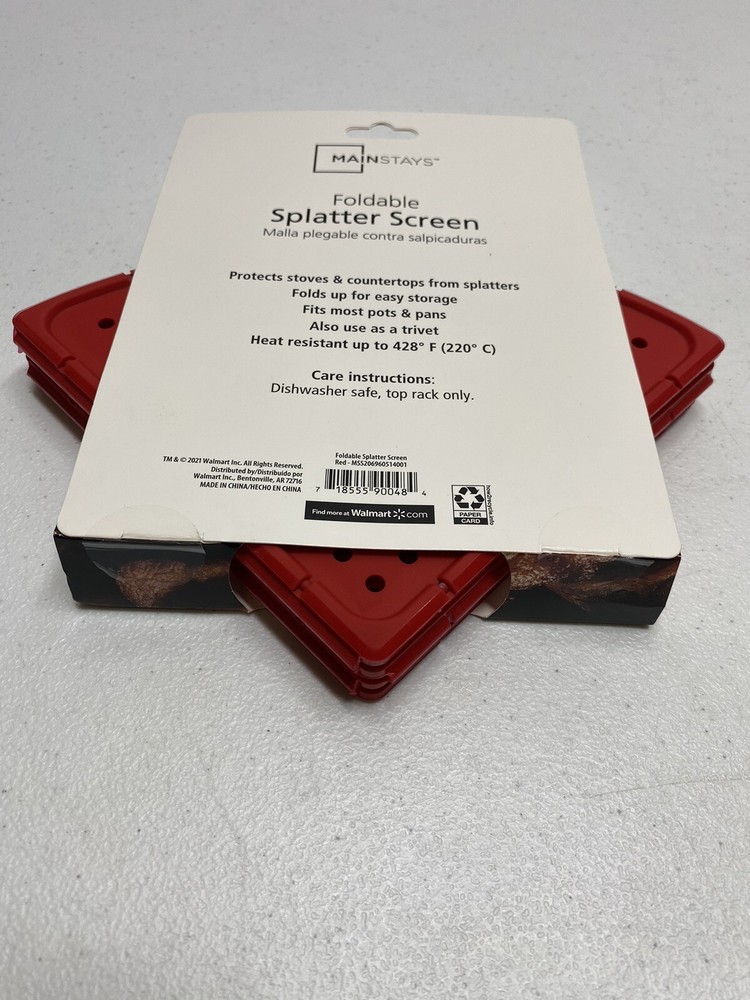 MAINSTAYS™
Foldable
Splatter Screen
Malla plegable contra salpicaduras
Protects stoves & countertops from splatters
Folds up for easy storage
Fits most pots & pans
Also use as a trivet
Heat resistant up to 428° F (220° C)
Care instructions:
Dishwasher safe, top rack only.
TM & © 2021 Walmart Inc. All Rights Reserved.
Distributed by/Distribuido por
Walmart Inc., Bentonville, AR 72716
MADE IN CHINA/HECHO EN CHINA
Foldable Splatter Screen
Red - MSS206960514001
7 18555 90048 4
Find more at Walmart.com
PAPER
CARD
how2recycle.info